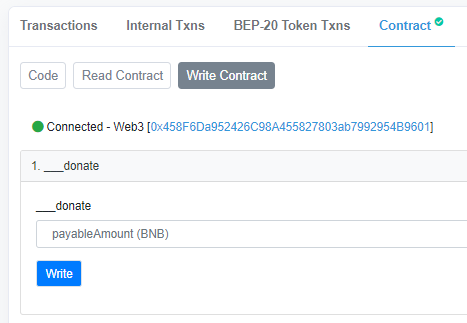 Transactions Internal Txns BEP-20 Token Txns Contract
Code Read Contract Write Contract
Connected - Web3 [0x458F6Da952426C98A455827803ab7992954B9601]
1. ___donate
___donate
payableAmount (BNB)
Write